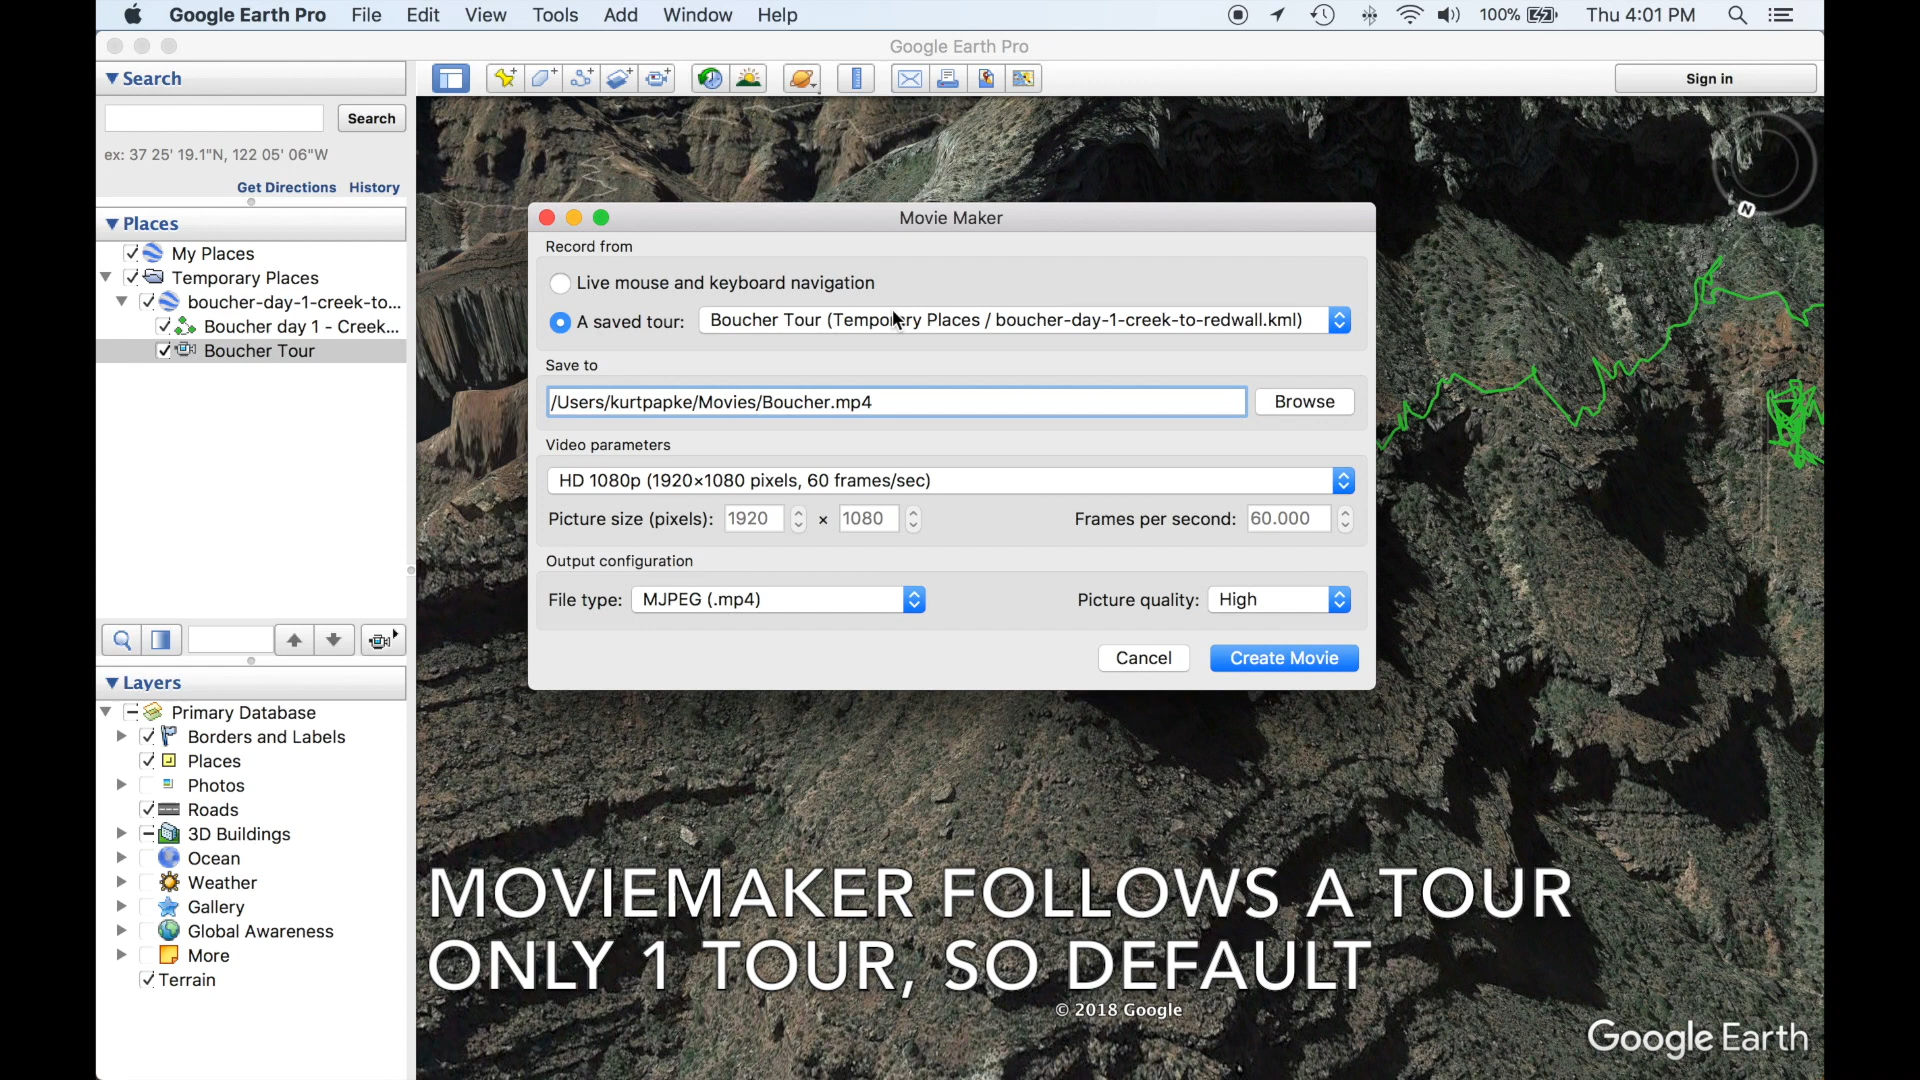 Google Earth Pro File Edit View Tools Add Window Help 100% Thu 4:01 PM
Google Earth Pro
Search
Sign in
Search
ex: 37 25' 19.1"N, 122 05' 06"W
Get Directions History
N
Places
My Places
Temporary Places
boucher-day-1-creek-to...
Boucher day 1 - Creek...
Boucher Tour
Movie Maker
Record from
Live mouse and keyboard navigation
A saved tour: Boucher Tour (Temporary Places / boucher-day-1-creek-to-redwall.kml)
Save to
/Users/kurtpapke/Movies/Boucher.mp4 Browse
Video parameters
HD 1080p (1920×1080 pixels, 60 frames/sec)
Picture size (pixels): 1920 x 1080 Frames per second: 60.000
Output configuration
File type: MJPEG (.mp4) Picture quality: High
Cancel Create Movie
Layers
Primary Database
Borders and Labels
Places
Photos
Roads
3D Buildings
Ocean
Weather
Gallery
Global Awareness
More
Terrain
MOVIEMAKER FOLLOWS A TOUR
ONLY 1 TOUR, SO DEFAULT
© 2018 Google
Google Earth